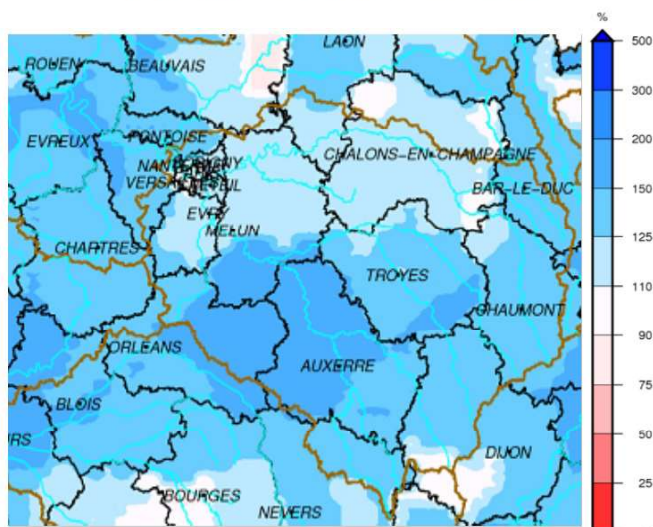 %
500
LAON
ROUEN
BEAUVAIS
300
200
EVREUX
PONTOISE
CHALONS-EN-CHAMPAGNE
150
BAR-LE-DUC
EVRY
MELUN
125
CHARTRES
TROYES
110
CHAUMONT
90
ORLEANS
AUXERRE
75
BLOIS
50
DIJON
25
BOURGES
NEVERS